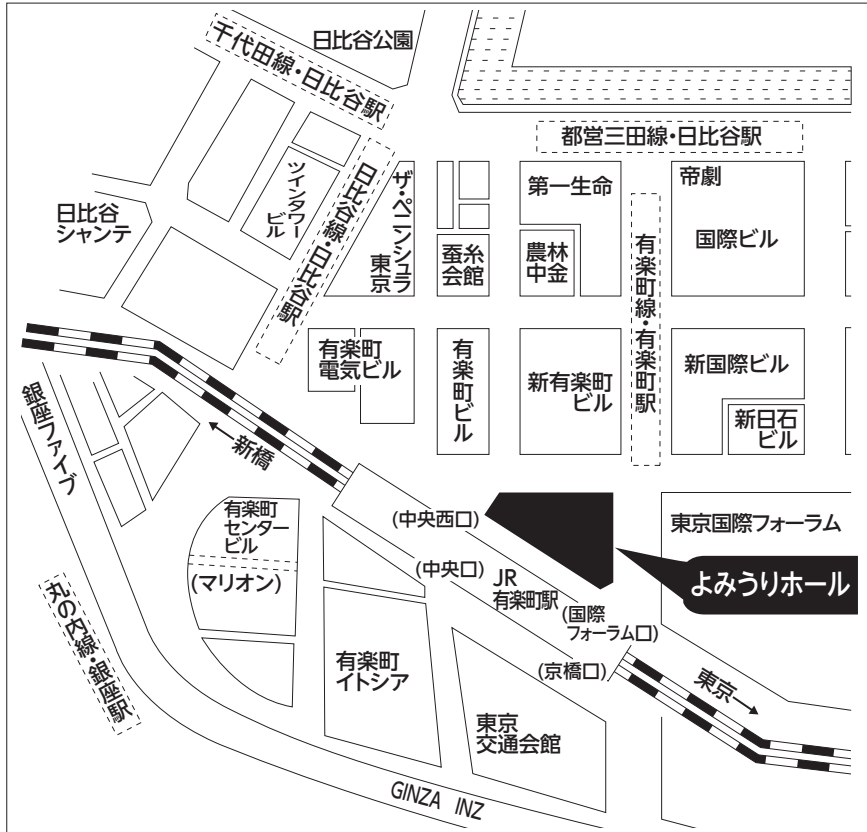 日比谷公園
千代田線・日比谷駅
都営三田線・日比谷駅
ツインタワー
ビル
日比谷線・日比谷駅
ザ・ペニンシュラ
東京
第一生命
帝劇
国際ビル
日比谷
シャンテ
蚕糸
会館
農林
中金
有楽町線・有楽町駅
有楽町
電気ビル
有楽町ビル
新有楽町
ビル
新国際ビル
新日石
ビル
銀座ファイブ
←新橋
有楽町
センター
ビル
(マリオン)
(中央西口)
(中央口)
JR
有楽町駅
(国際
フォーラム口)
(京橋口)
東京国際フォーラム
よみうりホール
丸の内線・銀座駅
有楽町
イトシア
東京
交通会館
東京→
GINZA INZ